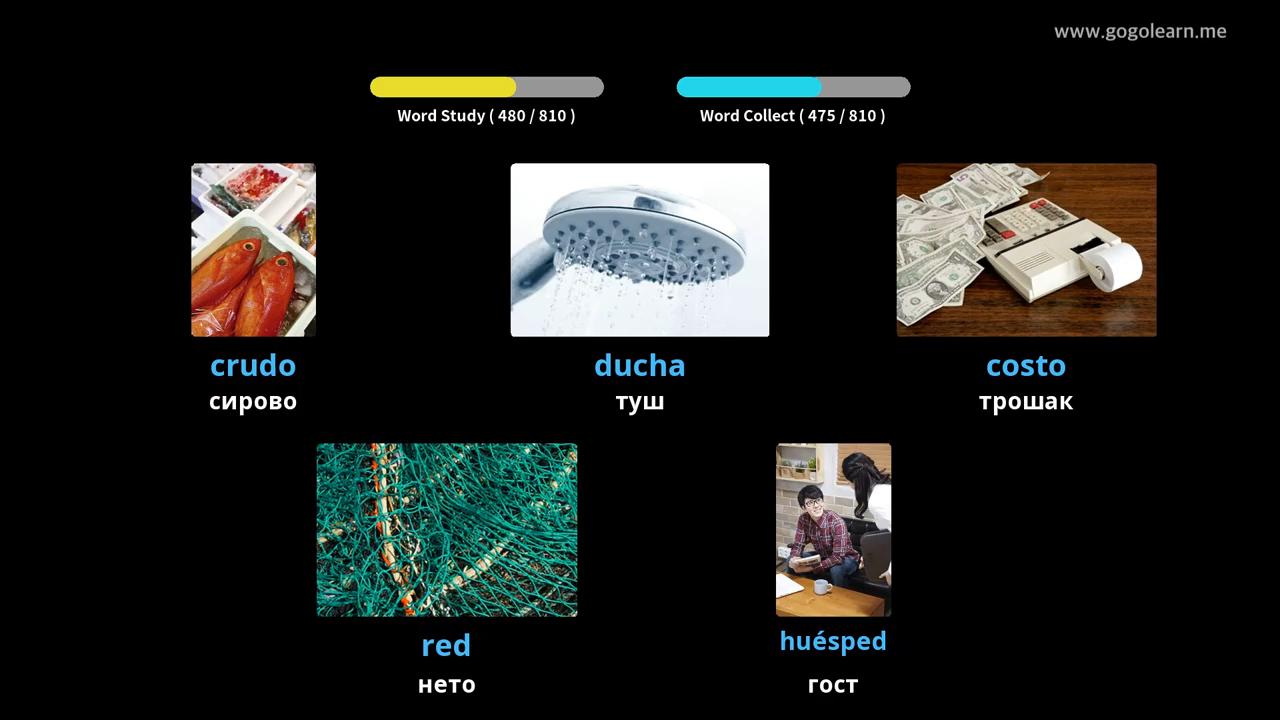 www.gogolearn.me
Word Study ( 480 / 810 )
Word Collect ( 475 / 810 )
crudo
сирово
ducha
туш
costo
трошак
red
нето
huésped
гост